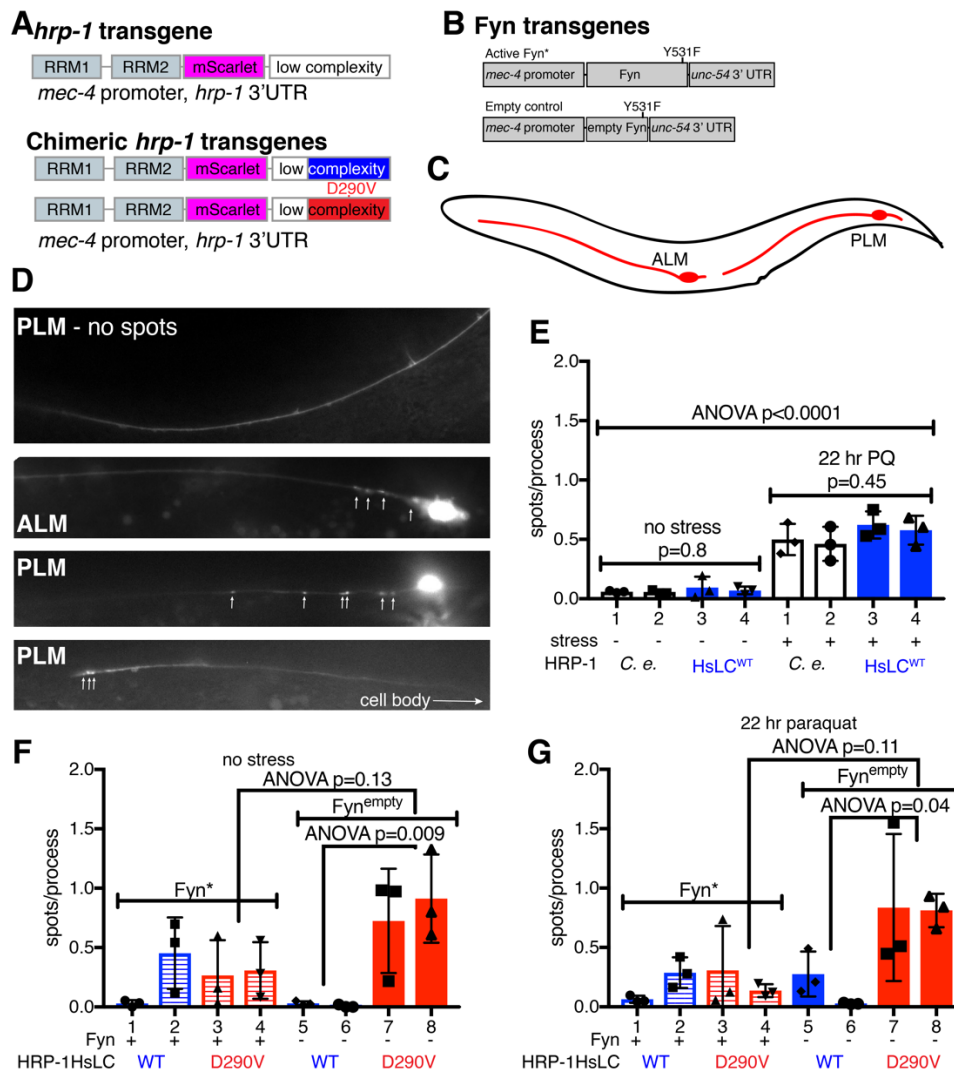 A
hrp-1 transgene
RRM1 RRM2 mScarlet low complexity
mec-4 promoter, hrp-1 3'UTR
Chimeric hrp-1 transgenes
RRM1 RRM2 mScarlet low complexity
D290V
RRM1 RRM2 mScarlet low complexity
mec-4 promoter, hrp-1 3'UTR
B Fyn transgenes
Active Fyn* Y531F
mec-4 promoter Fyn unc-54 3' UTR
Empty control Y531F
mec-4 promoter empty Fyn unc-54 3' UTR
C
ALM
PLM
D
PLM - no spots
ALM
PLM
PLM
cell body
E
2.0
1.5
1.0
0.5
0.0
spots/process
ANOVA p<0.0001
22 hr PQ
p=0.45
no stress
p=0.8
1 2 3 4 1 2 3 4
stress - - - - + + + +
HRP-1 C. e. HsLCWT C. e. HsLCWT
F
no stress
ANOVA p=0.13
Fynempty
ANOVA p=0.009
Fyn*
2.0
1.5
1.0
0.5
0.0
spots/process
1 2 3 4 5 6 7 8
Fyn + + + + - - - -
HRP-1HsLC WT D290V WT D290V
G
22 hr paraquat
ANOVA p=0.11
Fynempty
ANOVA p=0.04
Fyn*
2.0
1.5
1.0
0.5
0.0
spots/process
1 2 3 4 5 6 7 8
Fyn + + + + - - - -
HRP-1HsLC WT D290V WT D290V